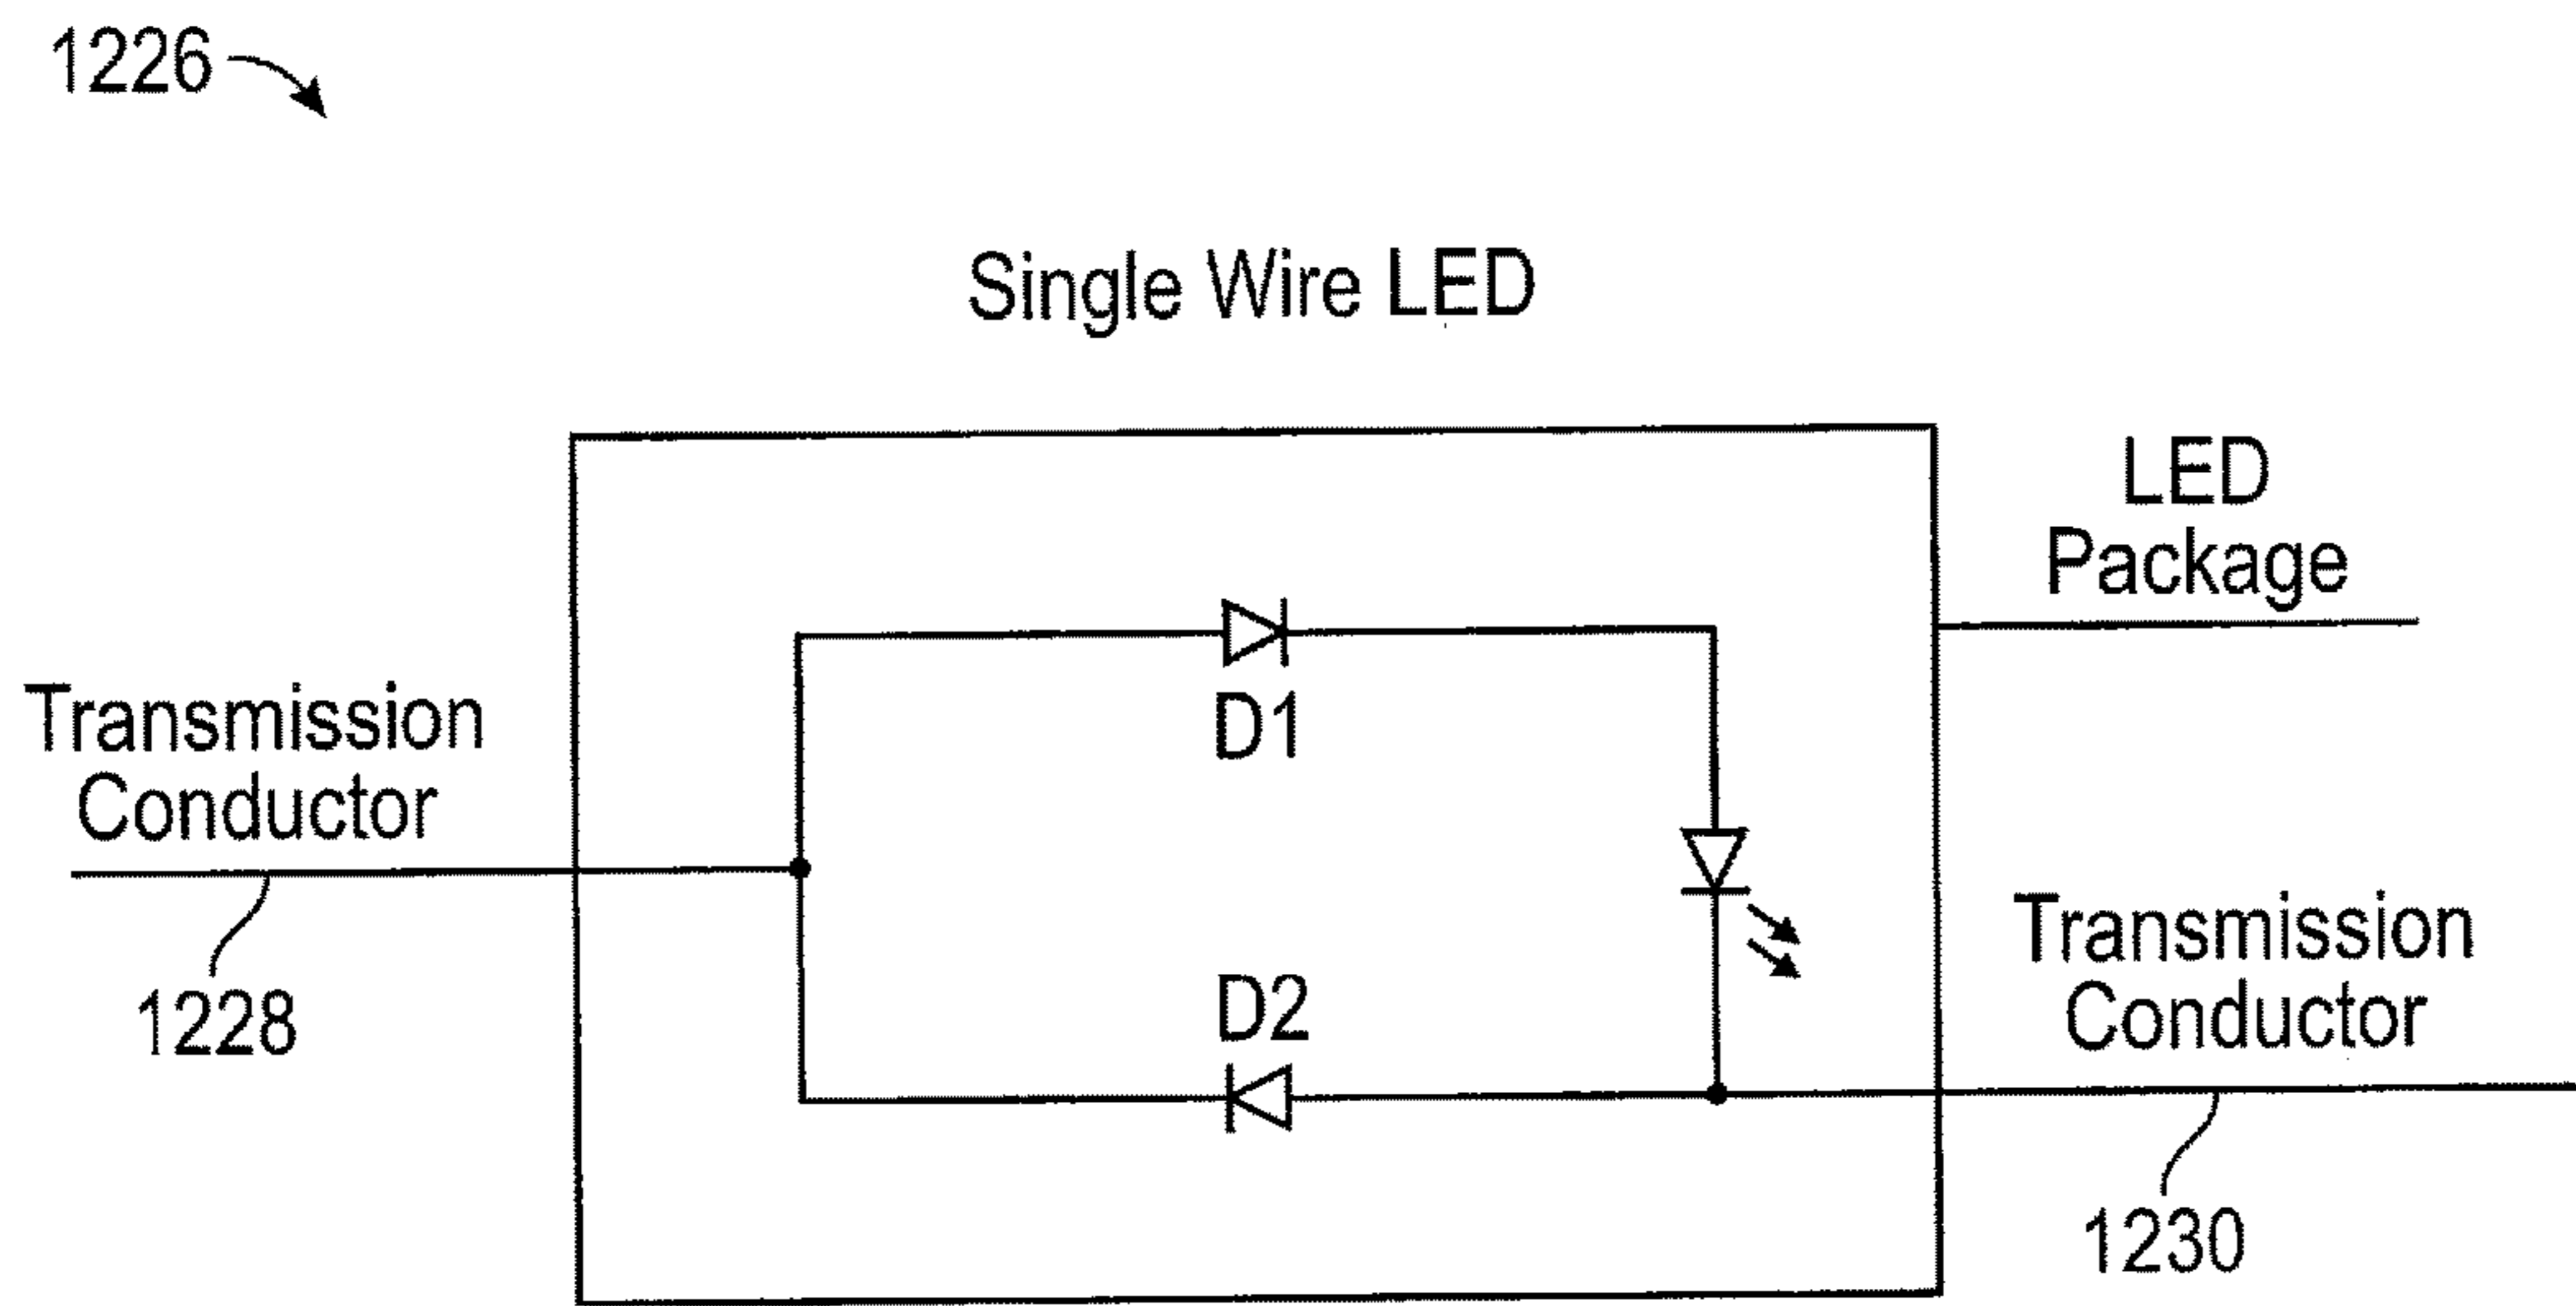 1226
Single Wire LED
LED
Package
Transmission
Conductor
D1
1228
D2
Transmission
Conductor
1230